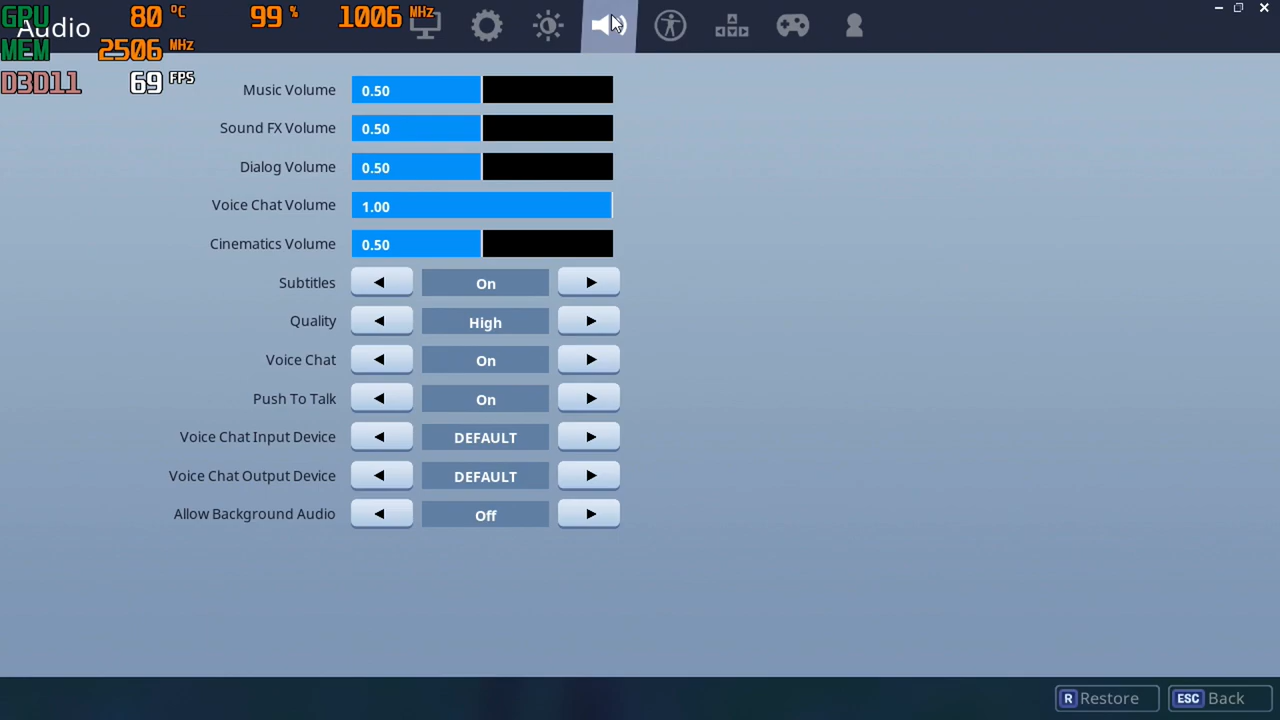 GPU 80 °C 99 % 1006 MHz
Audio
MEM 2506 MHz
D3D11 69 FPS
Music Volume 0.50
Sound FX Volume 0.50
Dialog Volume 0.50
Voice Chat Volume 1.00
Cinematics Volume 0.50
Subtitles On
Quality High
Voice Chat On
Push To Talk On
Voice Chat Input Device DEFAULT
Voice Chat Output Device DEFAULT
Allow Background Audio Off
R Restore ESC Back